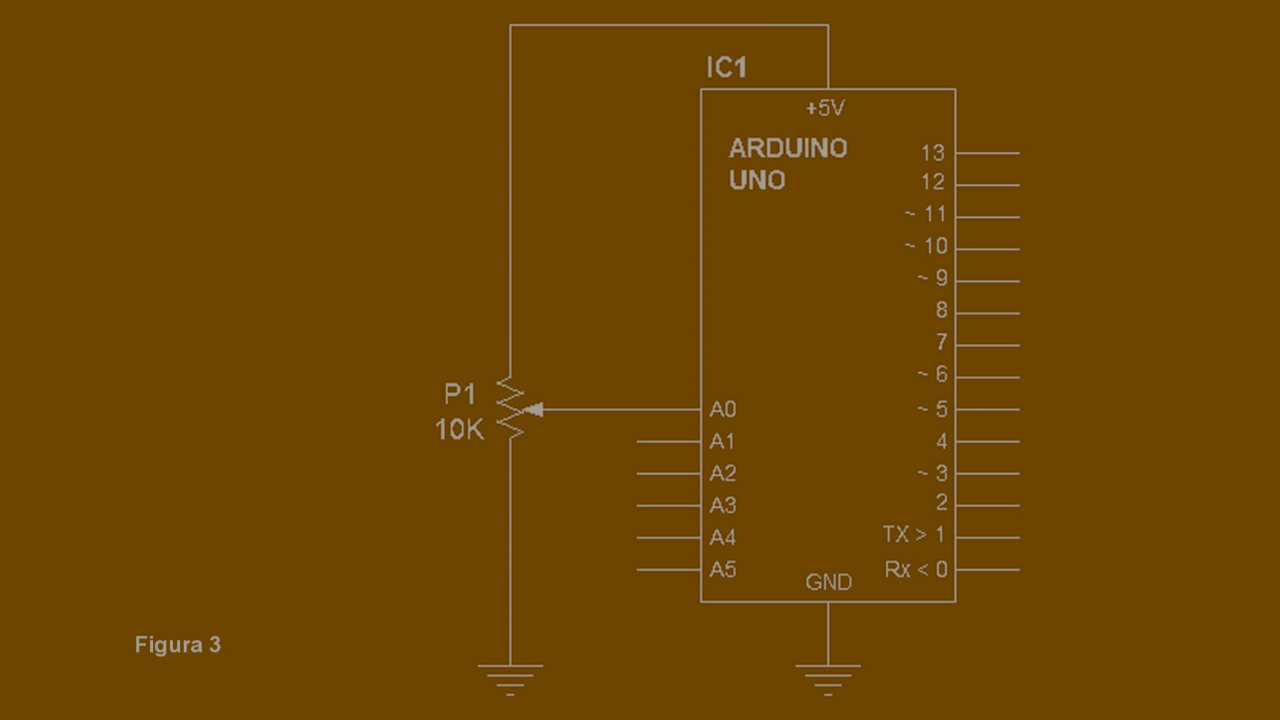 IC1
+5V
ARDUINO
UNO
13
12
~ 11
~ 10
~ 9
8
7
~ 6
P1
10K
A0
~ 5
A1
4
A2
~ 3
A3
2
A4
TX > 1
A5
Rx < 0
GND
Figura 3